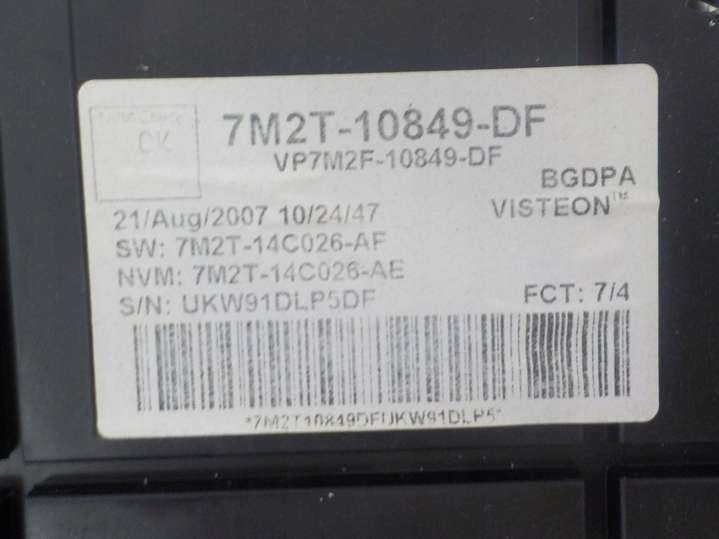 7M2T-10849-DF
VP7M2F-10849-DF
OK
BGDPA
21/Aug/2007 10/24/47
VISTEON™
SW: 7M2T-14C026-AF
NVM: 7M2T-14C026-AE
S/N: UKW91DLP5DF
FCT: 7/4
*7M2T10849DFUKW91DLP5*